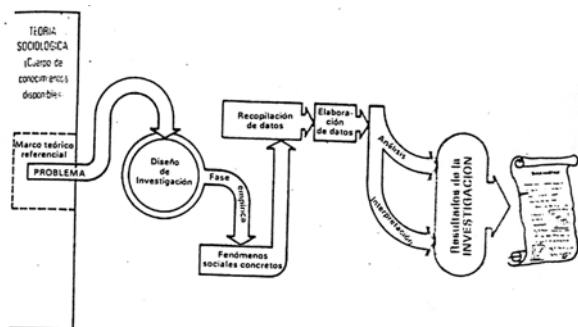 TEORIA
SOCIOLOGICA
(Cuerpo de
conocimientos
disponibles.
Marco teórico
referencial
PROBLEMA
Diseño
de
Investigación
Fase
empírica
Fenómenos
sociales concretos
Recopilación
de datos
Elabora-
ción
de datos
Análisis
Interpretación
Resultados de la
INVESTIGACION